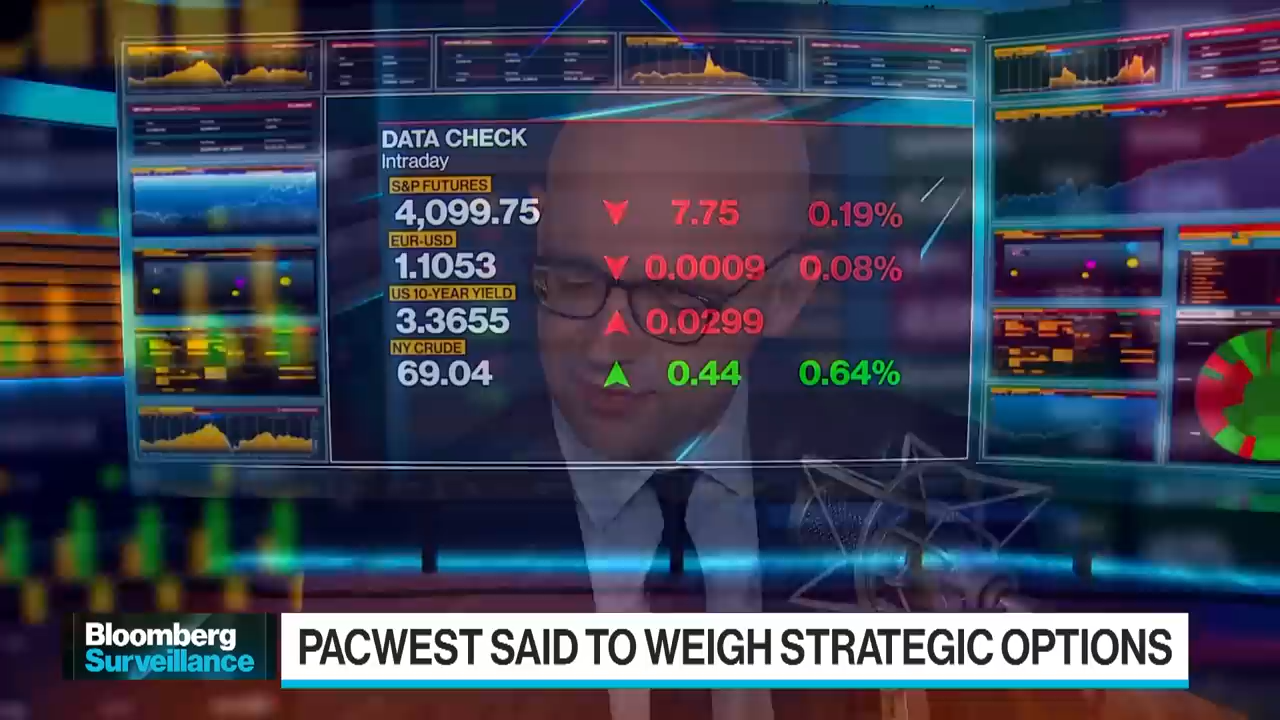 DATA CHECK
Intraday
S&P FUTURES
4,099.75 7.75 0.19%
EUR-USD
1.1053 0.0009 0.08%
US 10-YEAR YIELD
3.3655 0.0299
NY CRUDE
69.04 0.44 0.64%
Bloomberg
Surveillance
PACWEST SAID TO WEIGH STRATEGIC OPTIONS